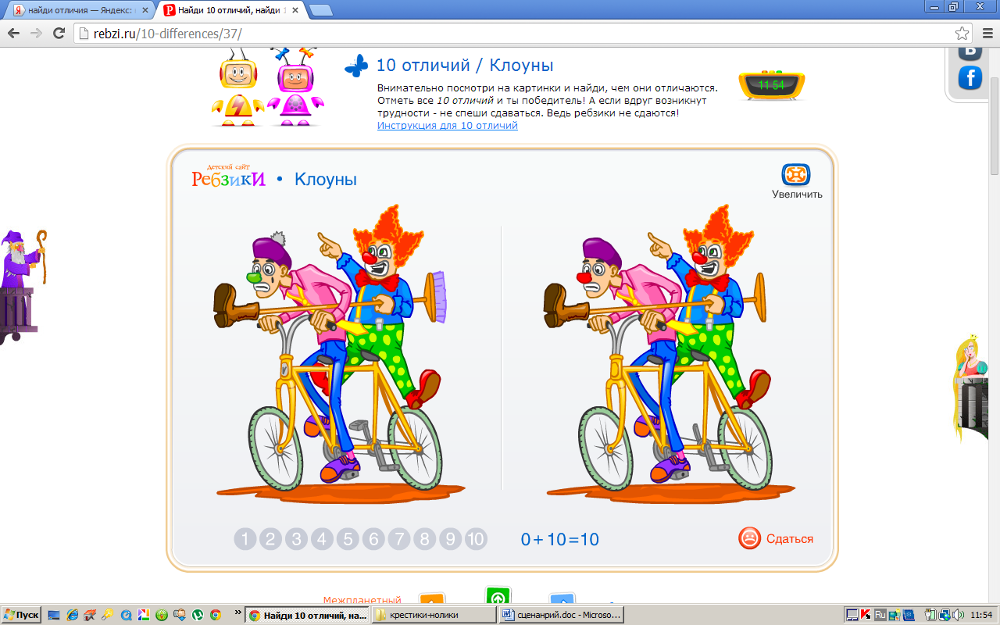 найди отличия — Яндекс:
Найди 10 отличий, найди 1
rebzi.ru/10-differences/37/
10 отличий / Клоуны
Внимательно посмотри на картинки и найди, чем они отличаются.
Отметь все 10 отличий и ты победитель! А если вдруг возникнут
трудности - не спеши сдаваться. Ведь ребзики не сдаются!
Инструкция для 10 отличий
11 54
В
f
Детский сайт
Ребзики • Клоуны
Увеличить
1 2 3 4 5 6 7 8 9 10
0+10=10
Сдаться
Межпланетный
Пуск
»
Найди 10 отличий, на...
крестики-нолики
сценанрий.doc - Microso...
Ru
11:54